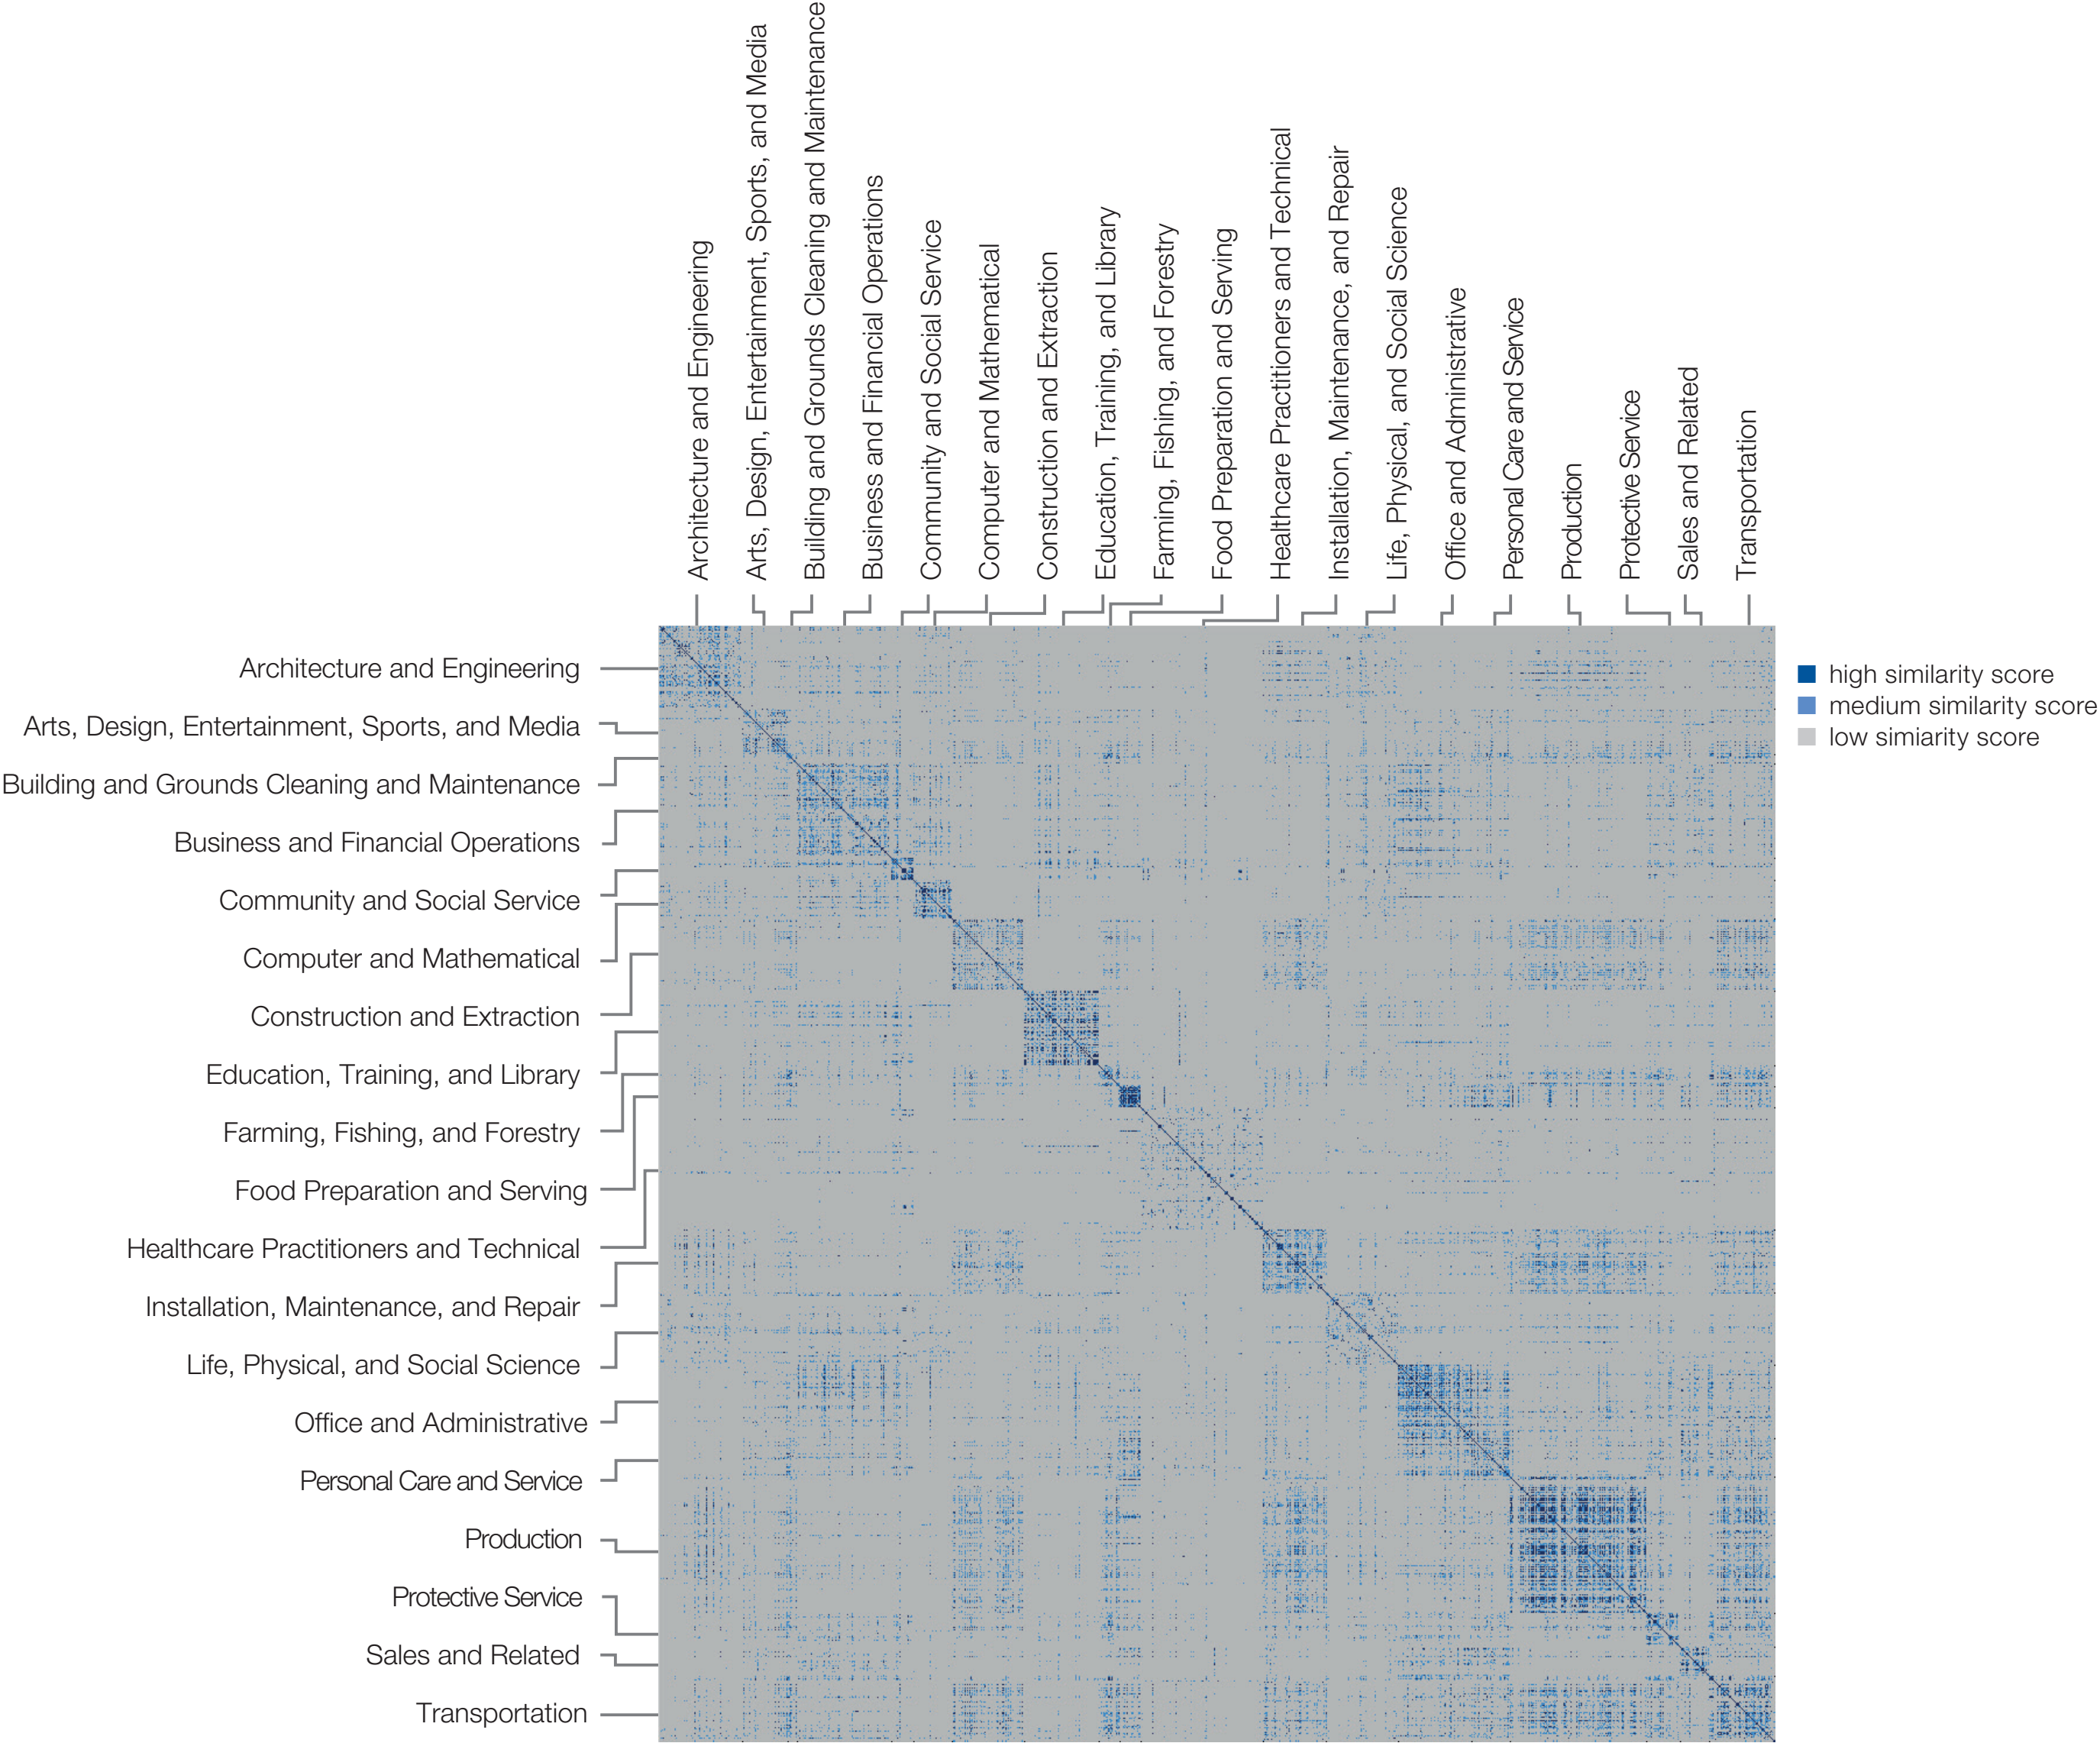 Architecture and Engineering
Arts, Design, Entertainment, Sports, and Media
Building and Grounds Cleaning and Maintenance
Business and Financial Operations
Community and Social Service
Computer and Mathematical
Construction and Extraction
Education, Training, and Library
Farming, Fishing, and Forestry
Food Preparation and Serving
Healthcare Practitioners and Technical
Installation, Maintenance, and Repair
Life, Physical, and Social Science
Office and Administrative
Personal Care and Service
Production
Protective Service
Sales and Related
Transportation
Architecture and Engineering
Arts, Design, Entertainment, Sports, and Media
Building and Grounds Cleaning and Maintenance
Business and Financial Operations
Community and Social Service
Computer and Mathematical
Construction and Extraction
Education, Training, and Library
Farming, Fishing, and Forestry
Food Preparation and Serving
Healthcare Practitioners and Technical
Installation, Maintenance, and Repair
Life, Physical, and Social Science
Office and Administrative
Personal Care and Service
Production
Protective Service
Sales and Related
Transportation
high similarity score
medium similarity score
low simiarity score